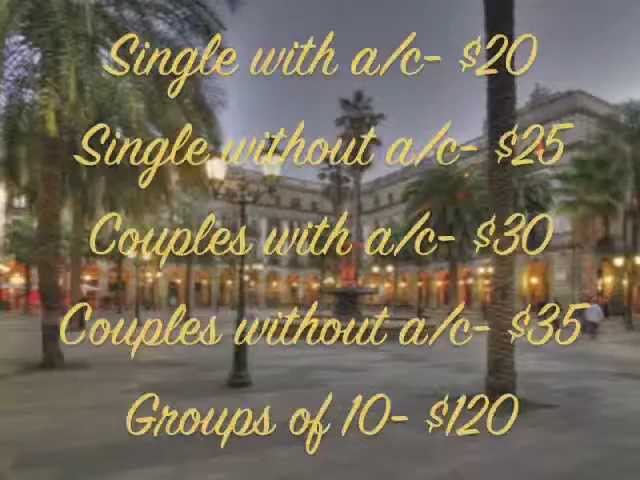 Single with a/c- $20
Single without a/c- $25
Couples with a/c- $30
Couples without a/c- $35
Groups of 10- $120